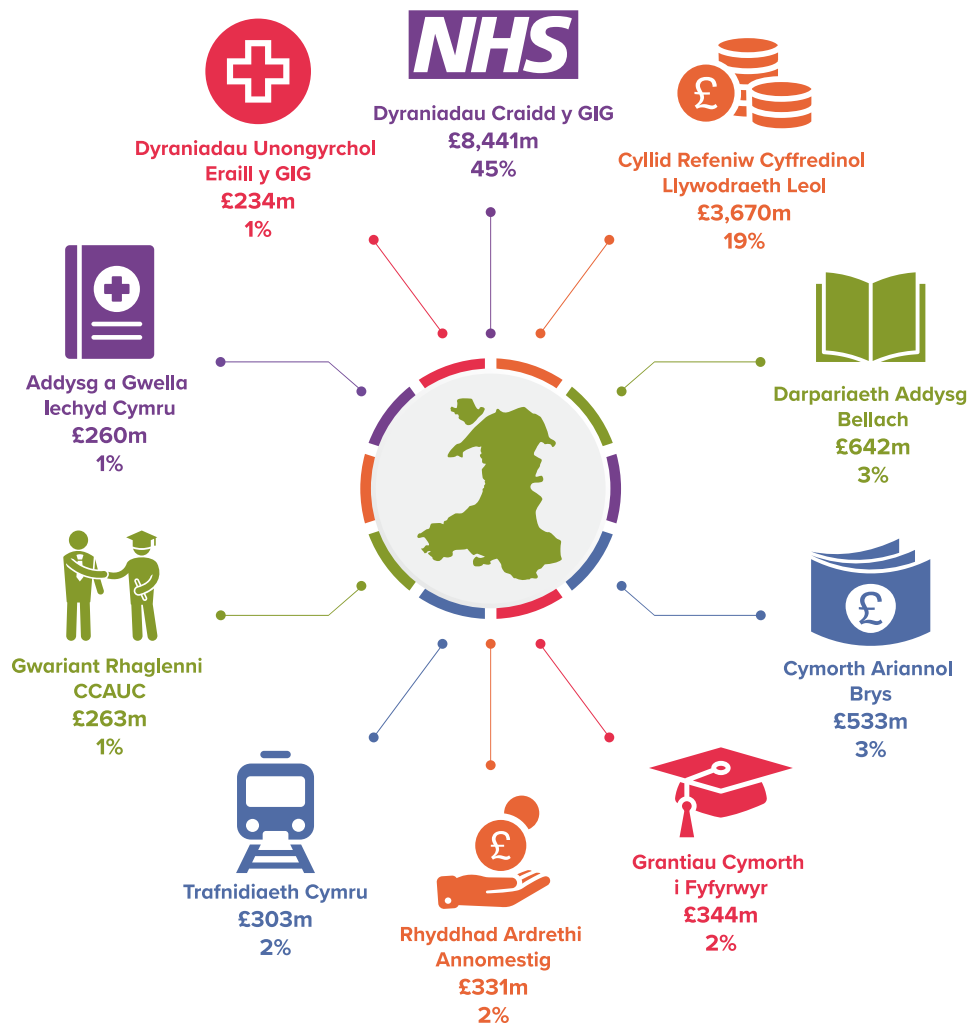 NHS
Dyraniadau Craidd y GIG
£8,441m
45%
£
Cyllid Refeniw Cyffredinol
Llywodraeth Leol
£3,670m
19%
Darpariaeth Addysg
Bellach
£642m
3%
£
Cymorth Ariannol
Brys
£533m
3%
Grantiau Cymorth
i Fyfyrwyr
£344m
2%
£
Rhyddhad Ardrethi
Annomestig
£331m
2%
Trafnidiaeth Cymru
£303m
2%
Gwariant Rhaglenni
CCAUC
£263m
1%
Addysg a Gwella
Iechyd Cymru
£260m
1%
Dyraniadau Unongyrchol
Eraill y GIG
£234m
1%